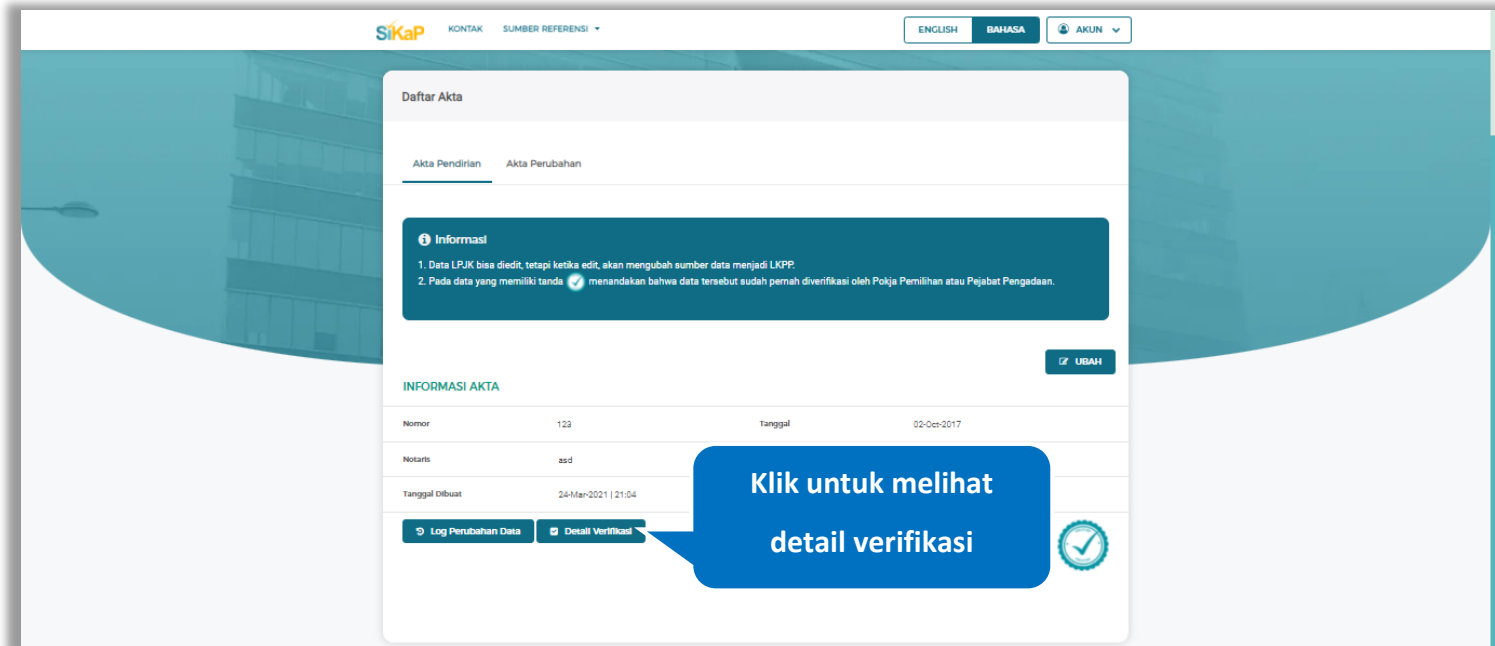 SiKaP KONTAK SUMBER REFERENSI ENGLISH BAHASA AKUN
Daftar Akta
Akta Pendirian Akta Perubahan
Informasi
1. Data LPJK bisa diedit, tetapi ketika edit, akan mengubah sumber data menjadi LKPP.
2. Pada data yang memiliki tanda menandakan bahwa data tersebut sudah pernah diverifikasi oleh Pokja Pemilihan atau Pejabat Pengadaan.
UBAH
INFORMASI AKTA
Nomor 123 Tanggal 02-Oct-2017
Notaris asd
Tanggal Dibuat 24-Mar-2021 | 21:04
Log Perubahan Data Detail Verifikasi
Klik untuk melihat
detail verifikasi